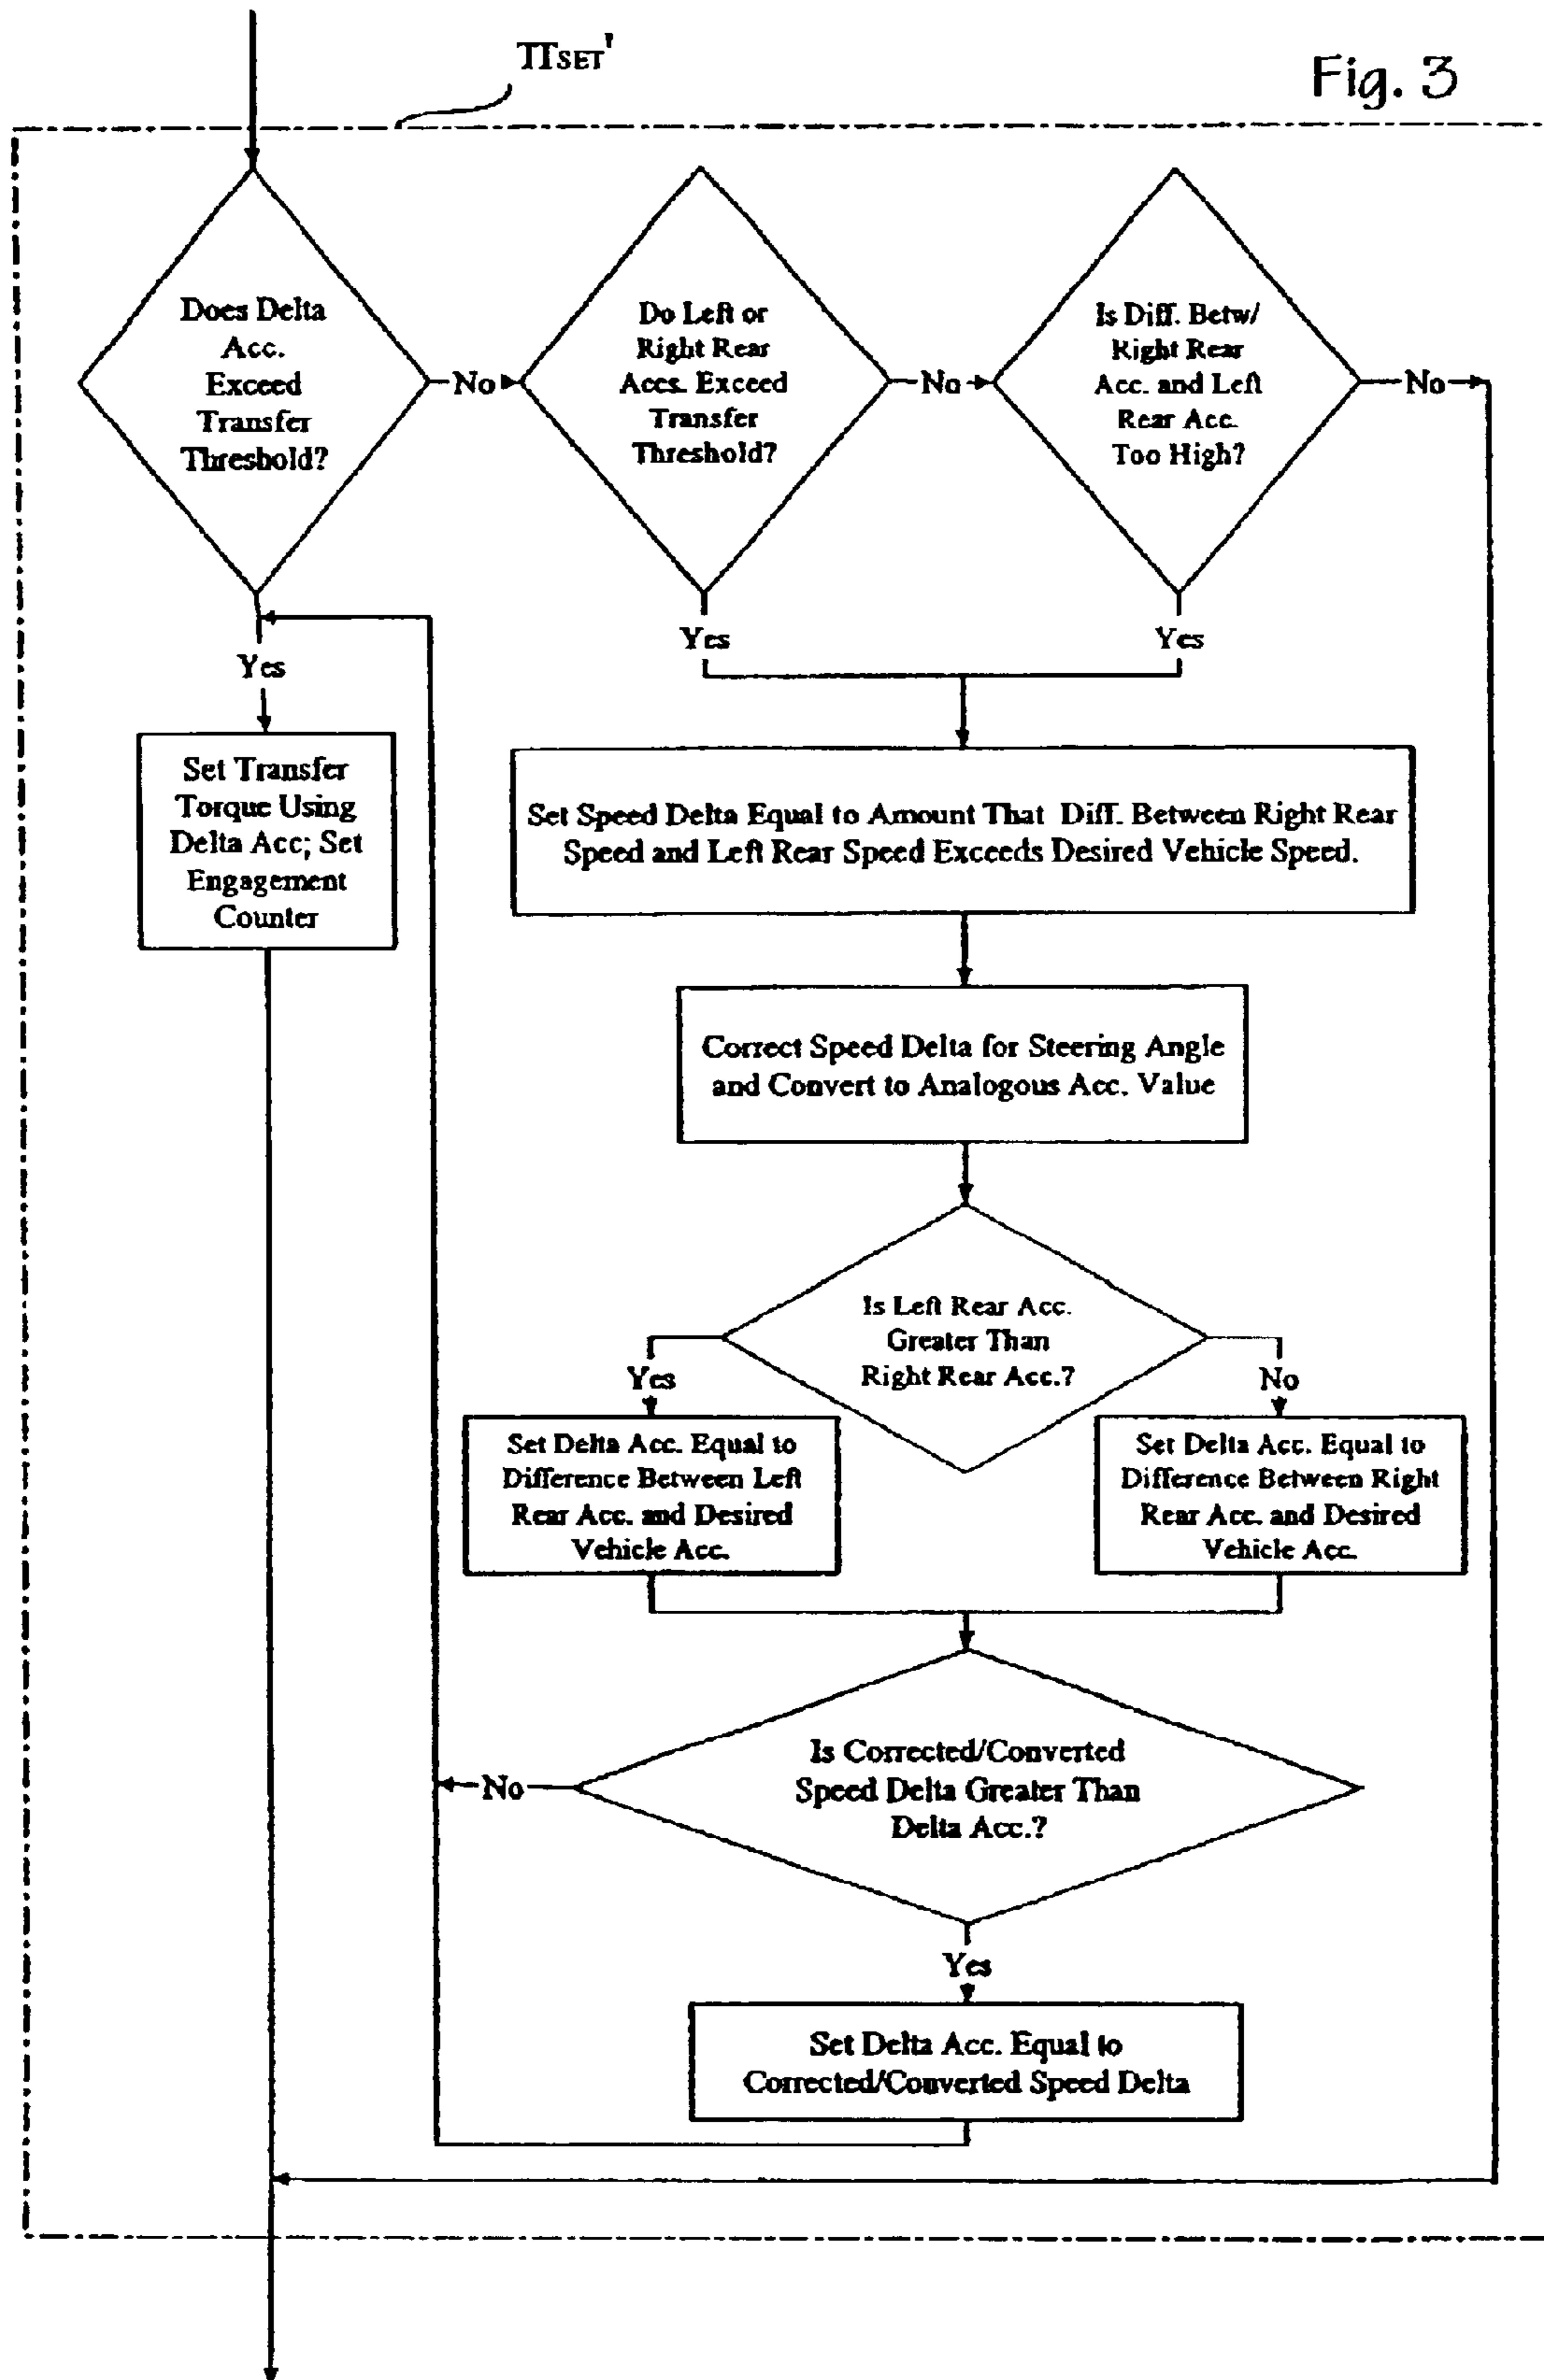 TTSET'
Fig. 3
Does Delta
Acc.
Exceed
Transfer
Threshold?
No
Do Left or
Right Rear
Accs. Exceed
Transfer
Threshold?
No
Is Diff. Betw/
Right Rear
Acc. and Left
Rear Acc.
Too High?
No
Yes
Yes
Yes
Set Transfer
Torque Using
Delta Acc; Set
Engagement
Counter
Set Speed Delta Equal to Amount That Diff. Between Right Rear
Speed and Left Rear Speed Exceeds Desired Vehicle Speed.
Correct Speed Delta for Steering Angle
and Convert to Analogous Acc. Value
Is Left Rear Acc.
Greater Than
Right Rear Acc.?
Yes
No
Set Delta Acc. Equal to
Difference Between Left
Rear Acc. and Desired
Vehicle Acc.
Set Delta Acc. Equal to
Difference Between Right
Rear Acc. and Desired
Vehicle Acc.
Is Corrected/Converted
Speed Delta Greater Than
Delta Acc.?
No
Yes
Set Delta Acc. Equal to
Corrected/Converted Speed Delta